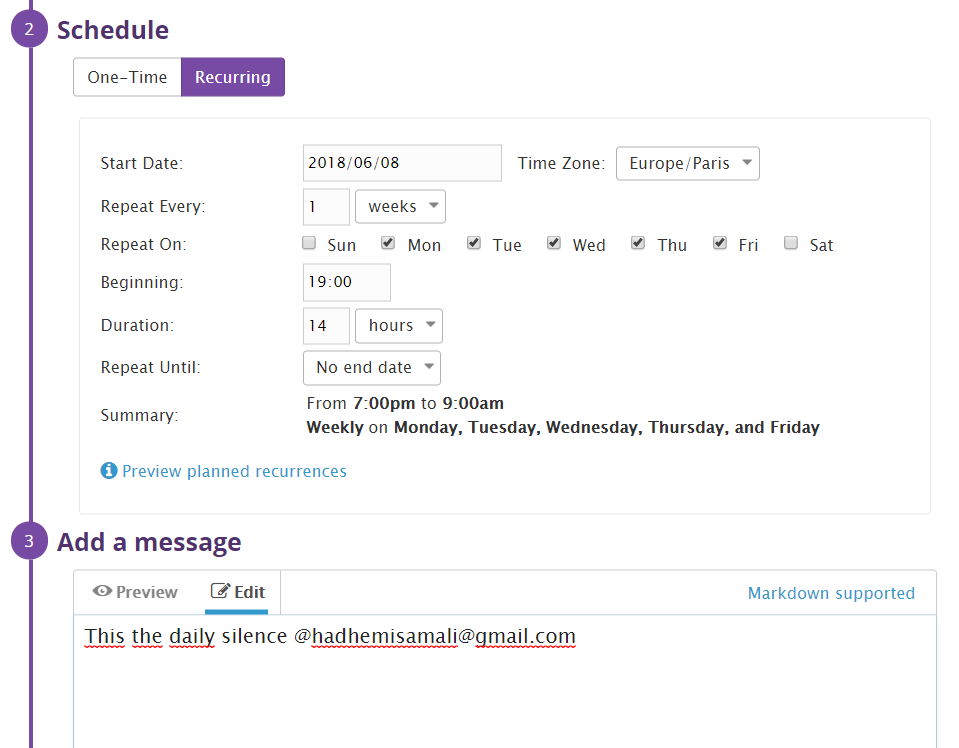 2 Schedule
One-Time Recurring
Start Date: 2018/06/08 Time Zone: Europe/Paris
Repeat Every: 1 weeks
Repeat On: Sun Mon Tue Wed Thu Fri Sat
Beginning: 19:00
Duration: 14 hours
Repeat Until: No end date
Summary: From 7:00pm to 9:00am
Weekly on Monday, Tuesday, Wednesday, Thursday, and Friday
Preview planned recurrences
3 Add a message
Preview Edit Markdown supported
This the daily silence @hadhemisamali@gmail.com